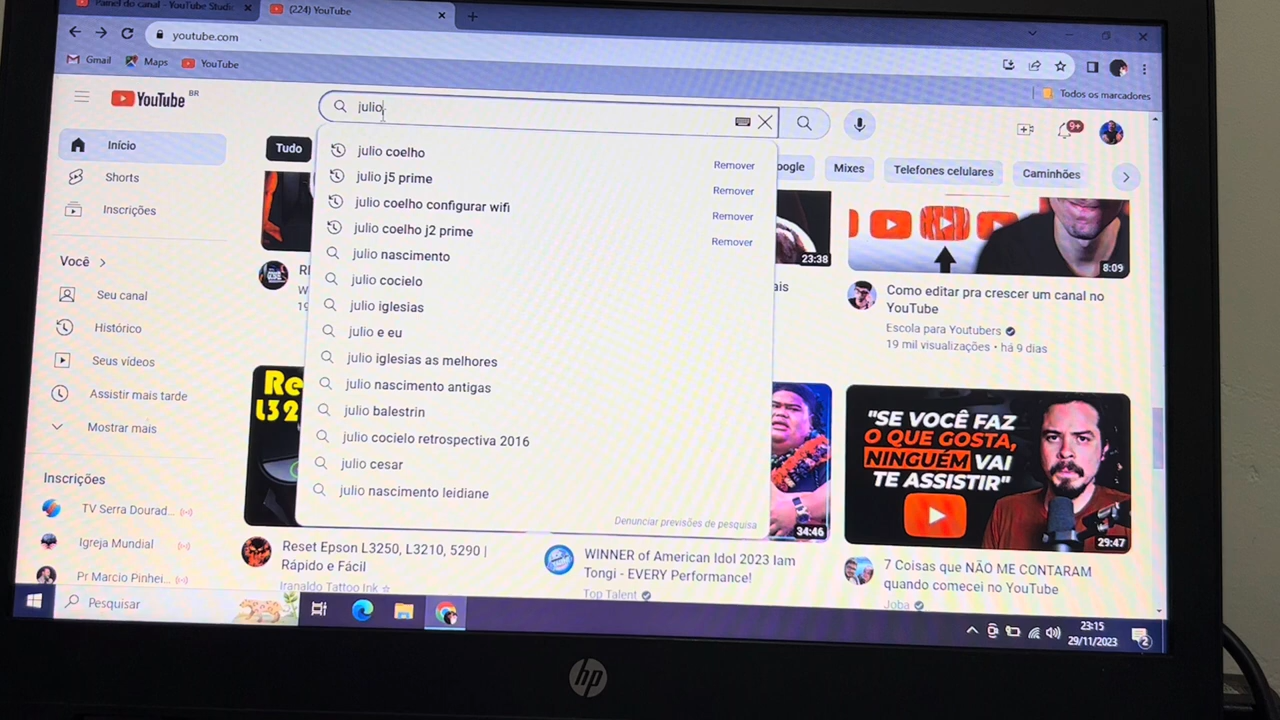 Painel do canal - YouTube Studi
(224) YouTube
youtube.com
Gmail
Maps
YouTube
Todos os marcadores
YouTube BR
julio
9+
Início
Shorts
Inscrições
Você
Seu canal
Histórico
Seus vídeos
Assistir mais tarde
Mostrar mais
Inscrições
TV Serra Dourad...
Igreja Mundial
Pr Marcio Pinhei...
Tudo
oogle
Mixes
Telefones celulares
Caminhões
julio coelho
Remover
julio j5 prime
Remover
julio coelho configurar wifi
Remover
julio coelho j2 prime
Remover
julio nascimento
julio cocielo
julio iglesias
julio e eu
julio iglesias as melhores
julio nascimento antigas
julio balestrin
julio cocielo retrospectiva 2016
julio cesar
julio nascimento leidiane
Denunciar previsões de pesquisa
23:38
ais
8:09
Como editar pra crescer um canal no
YouTube
Escola para Youtubers
19 mil visualizações • há 9 dias
Re
L32
34:46
"SE VOCÊ FAZ
O QUE GOSTA,
NINGUÉM VAI
TE ASSISTIR"
29:47
Reset Epson L3250, L3210, 5290 |
Rápido e Fácil
Iranaldo Tattoo Ink
WINNER of American Idol 2023 Iam
Tongi - EVERY Performance!
Top Talent
7 Coisas que NÃO ME CONTARAM
quando comecei no YouTube
Joba
Pesquisar
23:15
29/11/2023
2
hp